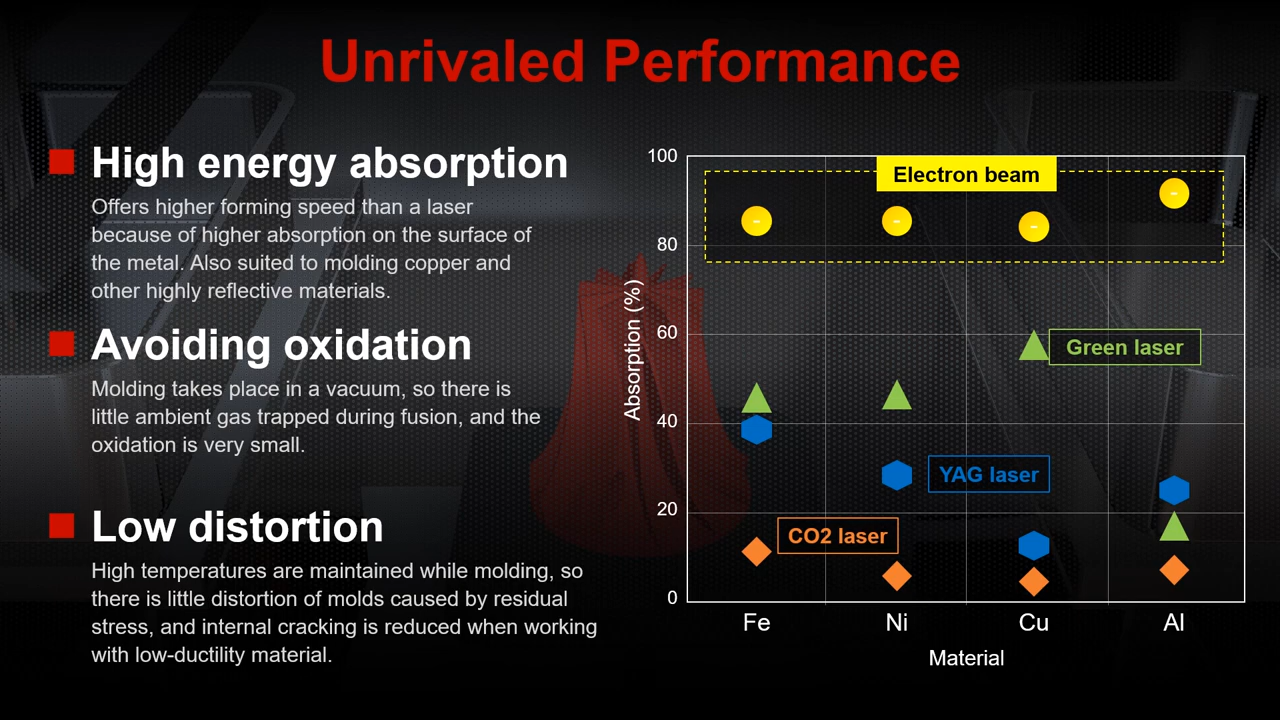 Unrivaled Performance
High energy absorption
Offers higher forming speed than a laser
because of higher absorption on the surface of
the metal. Also suited to molding copper and
other highly reflective materials.
Avoiding oxidation
Molding takes place in a vacuum, so there is
little ambient gas trapped during fusion, and the
oxidation is very small.
Low distortion
High temperatures are maintained while molding, so
there is little distortion of molds caused by residual
stress, and internal cracking is reduced when working
with low-ductility material.
Absorption (%)
100
80
60
40
20
0
Electron beam
Green laser
YAG laser
CO2 laser
Fe Ni Cu Al
Material